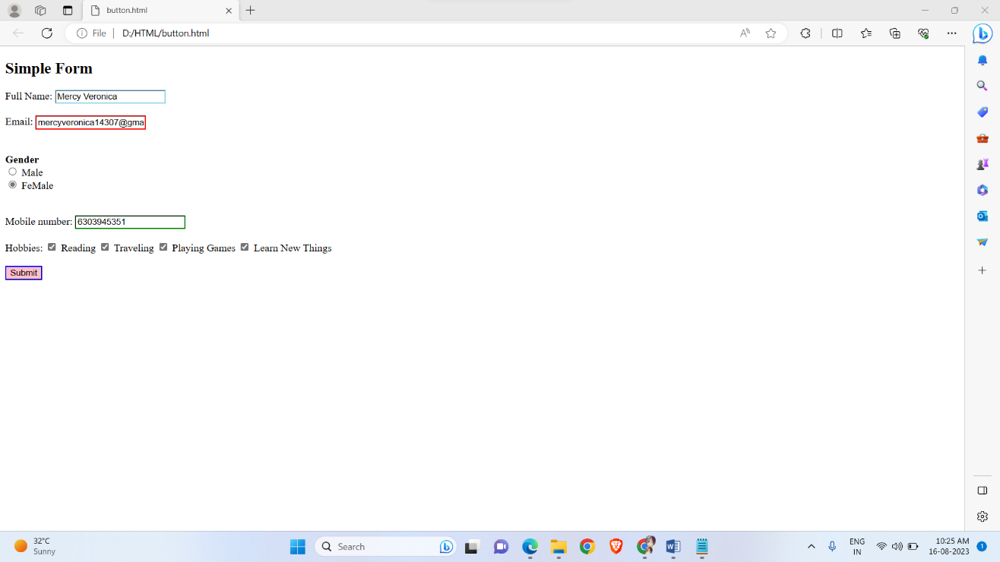 button.html
File | D:/HTML/button.html
Simple Form
Full Name: Mercy Veronica
Email: mercyveronica14307@gma
Gender
Male
FeMale
Mobile number: 6303945351
Hobbies: Reading Traveling Playing Games Learn New Things
Submit
32°C
Sunny
Search
ENG
IN
10:25 AM
16-08-2023
1